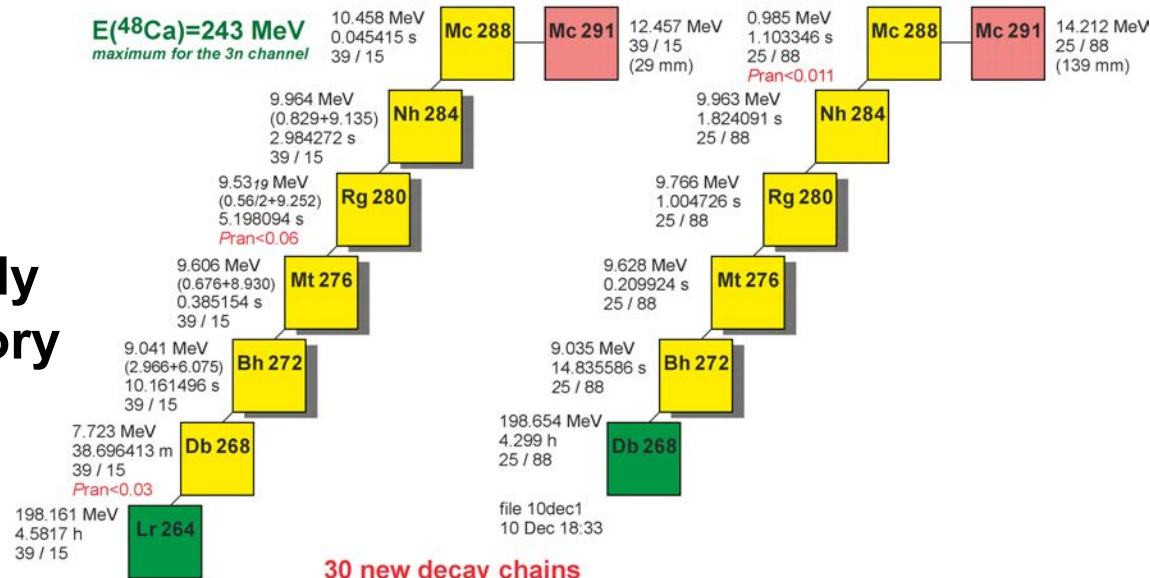 E(48Ca)=243 MeV
maximum for the 3n channel
10.458 MeV
0.045415 s
39 / 15
Mc 288
Mc 291
12.457 MeV
39 / 15
(29 mm)
9.964 MeV
(0.829+9.135)
2.984272 s
39 / 15
Nh 284
9.5319 MeV
(0.56/2+9.252)
5.198094 s
Pran<0.06
Rg 280
9.606 MeV
(0.676+8.930)
0.385154 s
39 / 15
Mt 276
9.041 MeV
(2.966+6.075)
10.161496 s
39 / 15
Bh 272
7.723 MeV
38.696413 m
39 / 15
Pran<0.03
Db 268
198.161 MeV
4.5817 h
39 / 15
Lr 264
0.985 MeV
1.103346 s
25 / 88
Pran<0.011
Mc 288
Mc 291
14.212 MeV
25 / 88
(139 mm)
9.963 MeV
1.824091 s
25 / 88
Nh 284
9.766 MeV
1.004726 s
25 / 88
Rg 280
9.628 MeV
0.209924 s
25 / 88
Mt 276
9.035 MeV
14.835586 s
25 / 88
Bh 272
198.654 MeV
4.299 h
25 / 88
Db 268
file 10dec1
10 Dec 18:33
ly
ory
30 new decay chains